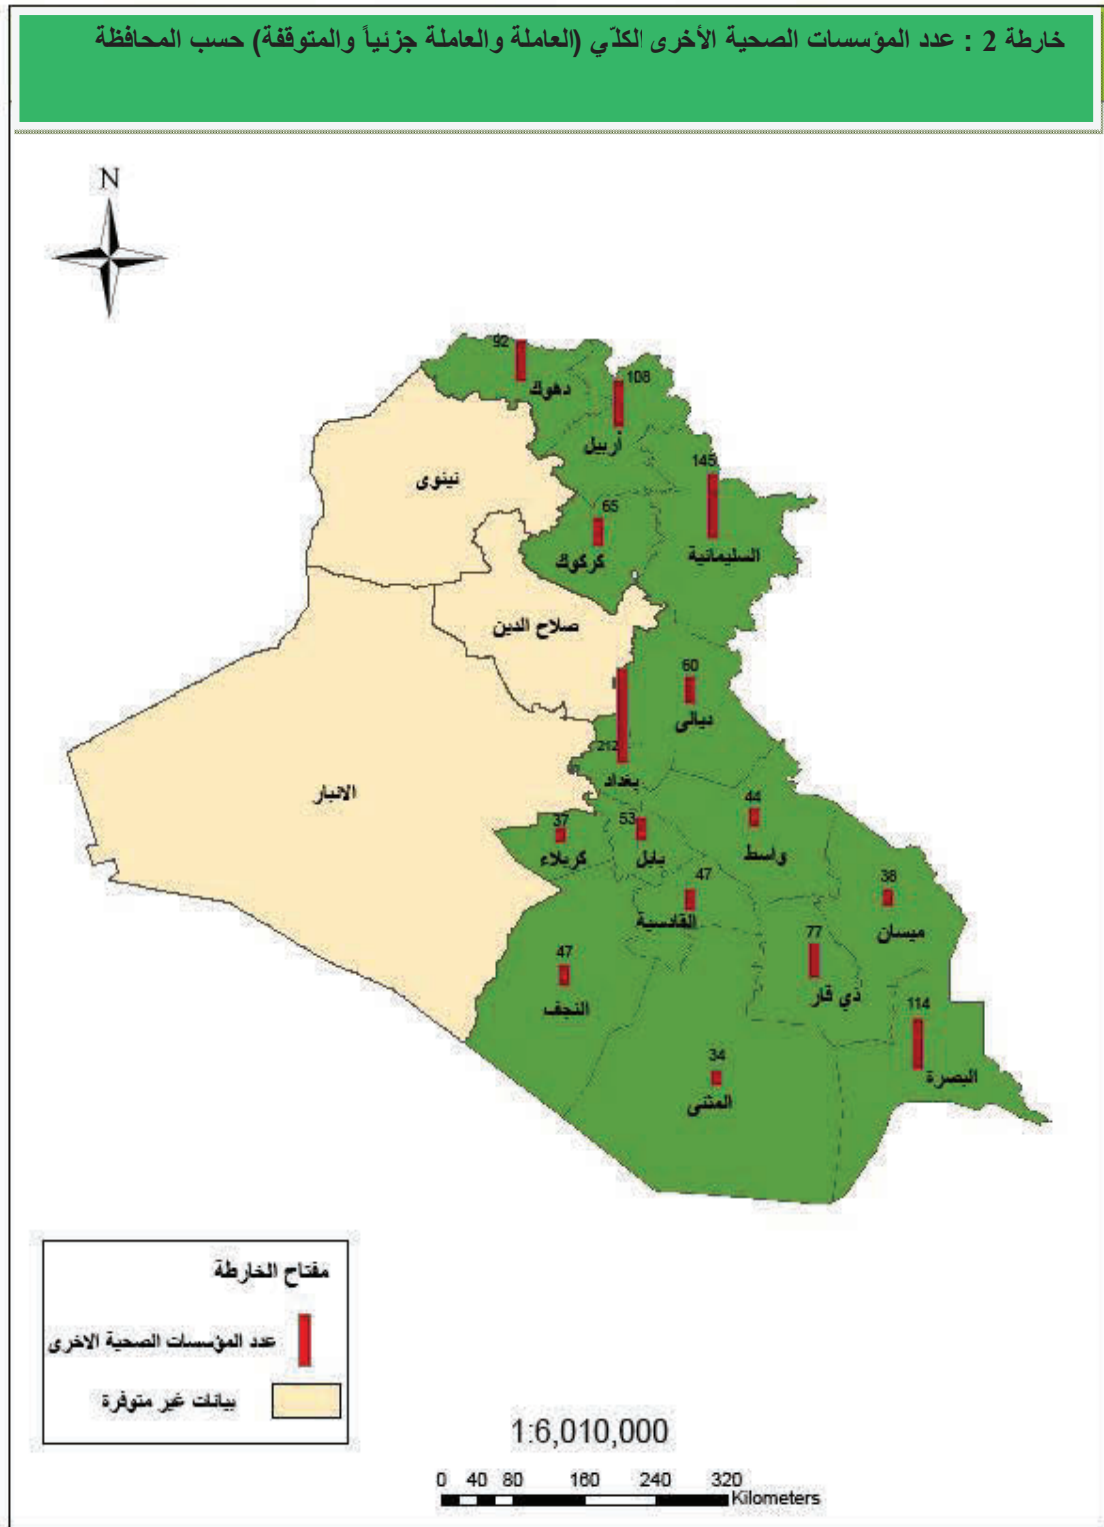 خارطة 2 : عدد المؤسسات الصحية الأخرى الكلّي (العاملة والعاملة جزئياً والمتوقفة) حسب المحافظة
N
92
دهوك
108
أربيل
145
السليمانية
نينوى
65
كركوك
صلاح الدين
60
ديالى
212
بغداد
الانبار
44
واسط
53
بابل
37
كربلاء
47
القادسية
38
ميسان
77
ذي قار
47
النجف
114
البصرة
34
المثنى
مفتاح الخارطة
عدد المؤسسات الصحية الاخرى
بيانات غير متوفرة
1:6,010,000
0 40 80 160 240 320
Kilometers